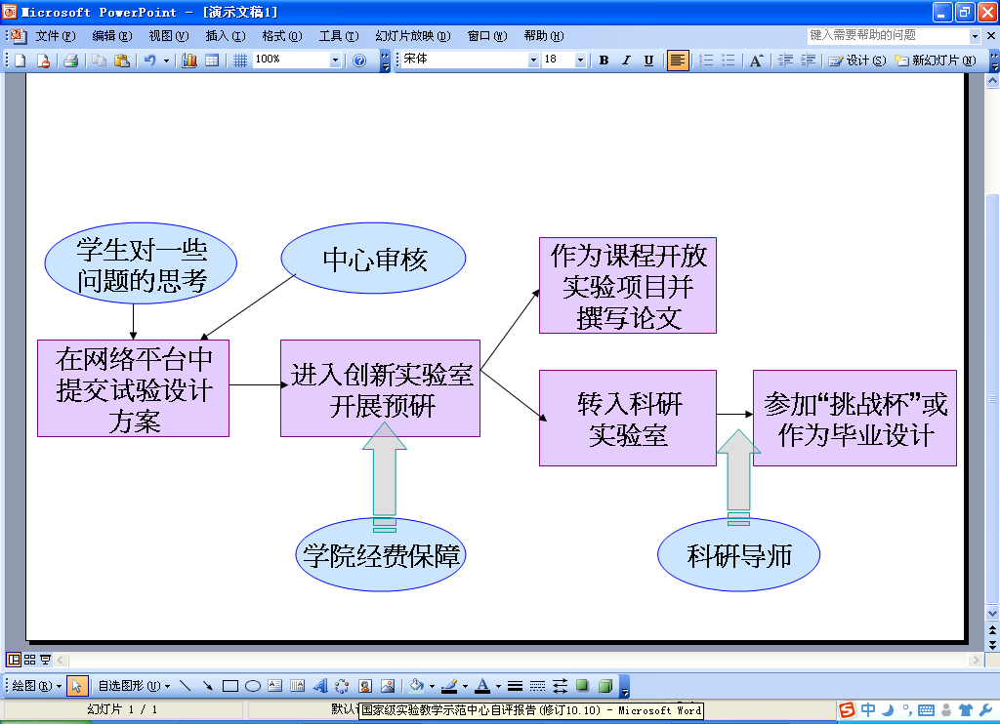 Microsoft PowerPoint - [演示文稿1]
文件(F) 编辑(E) 视图(V) 插入(I) 格式(O) 工具(T) 幻灯片放映(D) 窗口(W) 帮助(H) 键入需要帮助的问题
100% 宋体 18 B I U A 设计(S) 新幻灯片(N)
学生对一些
问题的思考
中心审核
作为课程开放
实验项目并
撰写论文
在网络平台中
提交试验设计
方案
进入创新实验室
开展预研
转入科研
实验室
参加“挑战杯”或
作为毕业设计
学院经费保障
科研导师
绘图(R) 自选图形(U) A
幻灯片 1 / 1 默认 国家级实验教学示范中心自评报告(修订10.10) - Microsoft Word
S 中